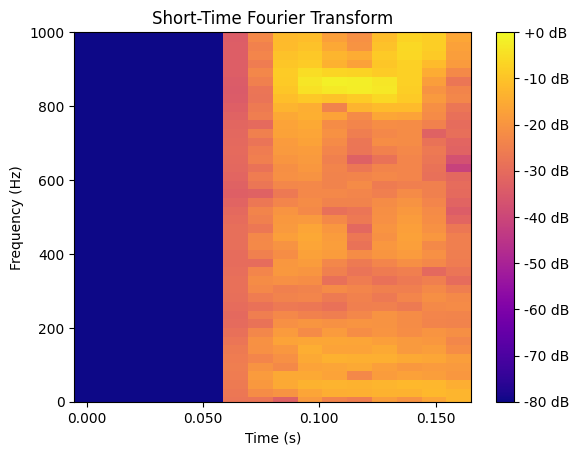 Short-Time Fourier Transform
1000
800
600
400
200
0
Frequency (Hz)
0.000
0.050
0.100
0.150
Time (s)
+0 dB
-10 dB
-20 dB
-30 dB
-40 dB
-50 dB
-60 dB
-70 dB
-80 dB